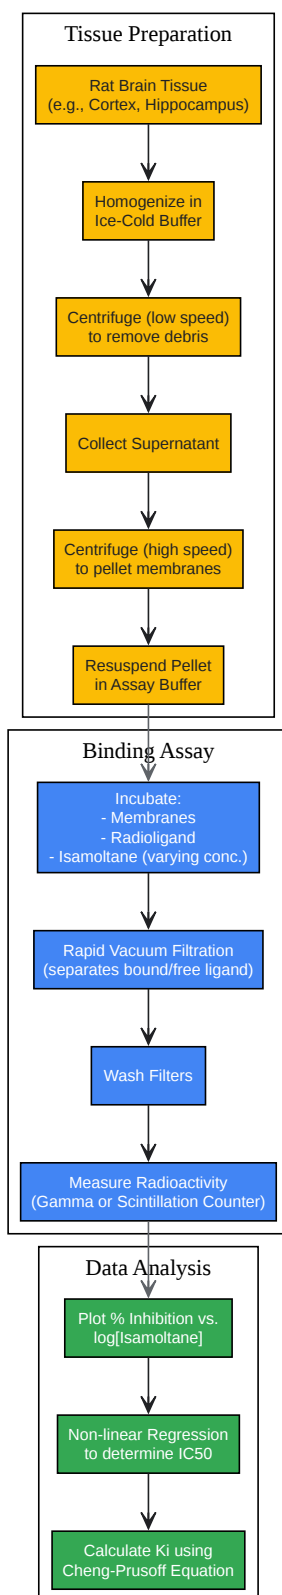 Tissue Preparation
Rat Brain Tissue
(e.g., Cortex, Hippocampus)
Homogenize in
Ice-Cold Buffer
Centrifuge (low speed)
to remove debris
Collect Supernatant
Centrifuge (high speed)
to pellet membranes
Resuspend Pellet
in Assay Buffer
Binding Assay
Incubate:
- Membranes
- Radioligand
- Isamoltane (varying conc.)
Rapid Vacuum Filtration
(separates bound/free ligand)
Wash Filters
Measure Radioactivity
(Gamma or Scintillation Counter)
Data Analysis
Plot % Inhibition vs.
log[Isamoltane]
Non-linear Regression
to determine IC50
Calculate Ki using
Cheng-Prusoff Equation